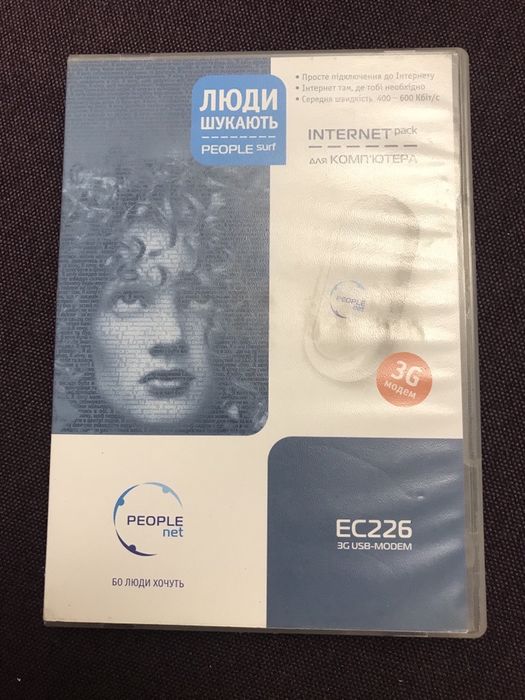 ЛЮДИ
ШУКАЮТЬ
PEOPLE surf
• Просте підключення до Інтернету
• Інтернет там, де тобі необхідно
• Середня швидкість 400 – 600 Кбіт/с
INTERNET pack
для КОМП'ЮТЕРА
PEOPLE
net
3G
модем
PEOPLE
net
БО ЛЮДИ ХОЧУТЬ
EC226
3G USB-MODEM